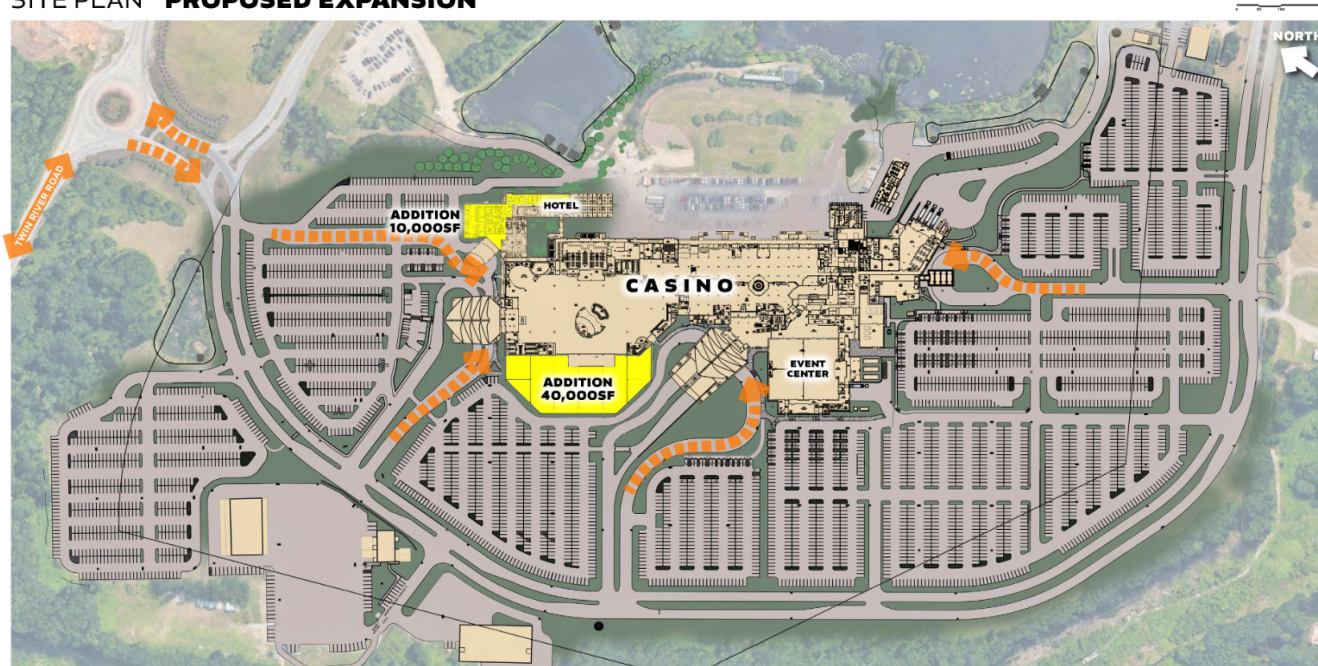 SITE PLAN PROPOSED EXPANSION
NORTH
TWIN RIVER ROAD
ADDITION
10,000SF
HOTEL
CASINO
EVENT
CENTER
ADDITION
40,000SF